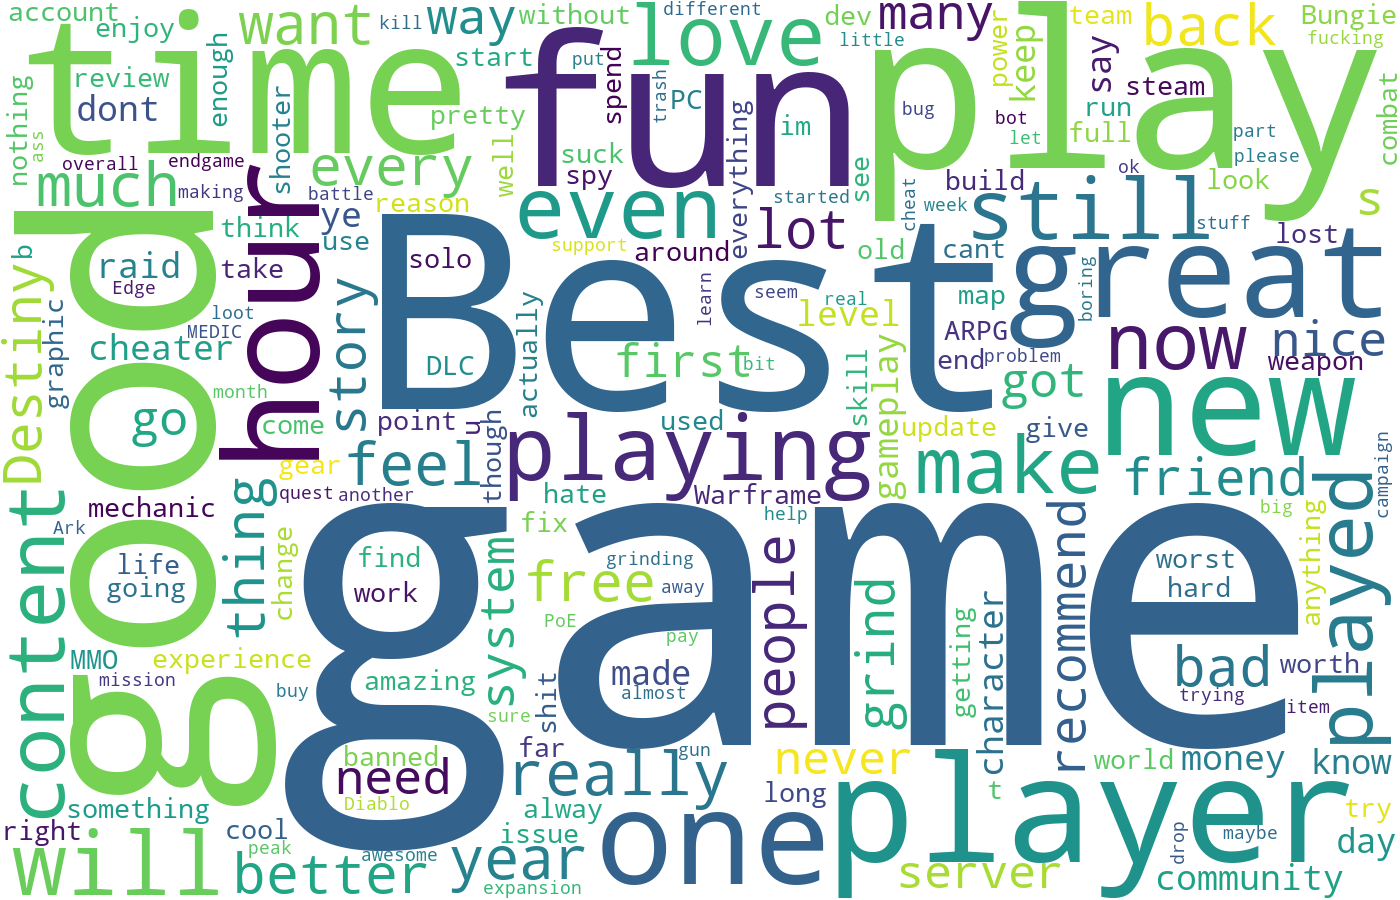 account
enjoy
time
want
kill
way
without
different
love
dev
little
many
team
back
Bungie
fucking
review
dont
enough
start
fun
put
spend
trash
PC
power
keep
say
steam
play
nothing
ass
shooter
pretty
im
bug
bot
run
full
let
part
please
combat
overall
endgame
making
much
every
well
suck
spy
everything
see
build
ok
look
s
battle
reason
even
started
lot
cheat
week
still
stuff
lost
good
hour
think
ye
use
support
around
old
cant
great
boring
b
raid
Edge
take
solo
Best
learn
seem
real
map
Destiny
graphic
loot
MEDIC
cheater
story
DLC
actually
first
bit
level
ARPG
end
problem
now
nice
weapon
month
go
come
point
u
though
used
skill
gameplay
update
got
give
new
campaign
gear
feel
playing
make
friend
content
thing
quest
another
hate
Warframe
help
big
Ark
mechanic
change
find
work
system
fix
grinding
away
people
grind
getting
character
recommend
worst
hard
anything
played
life
going
game
free
PoE
pay
made
almost
bad
trying
worth
item
MMO
mission
experience
buy
amazing
sure
shit
banned
need
Diablo
far
really
gun
never
world
money
know
something
right
cool
alway
issue
long
t
try
will
peak
better
awesome
year
expansion
one
player
server
drop
maybe
day
community